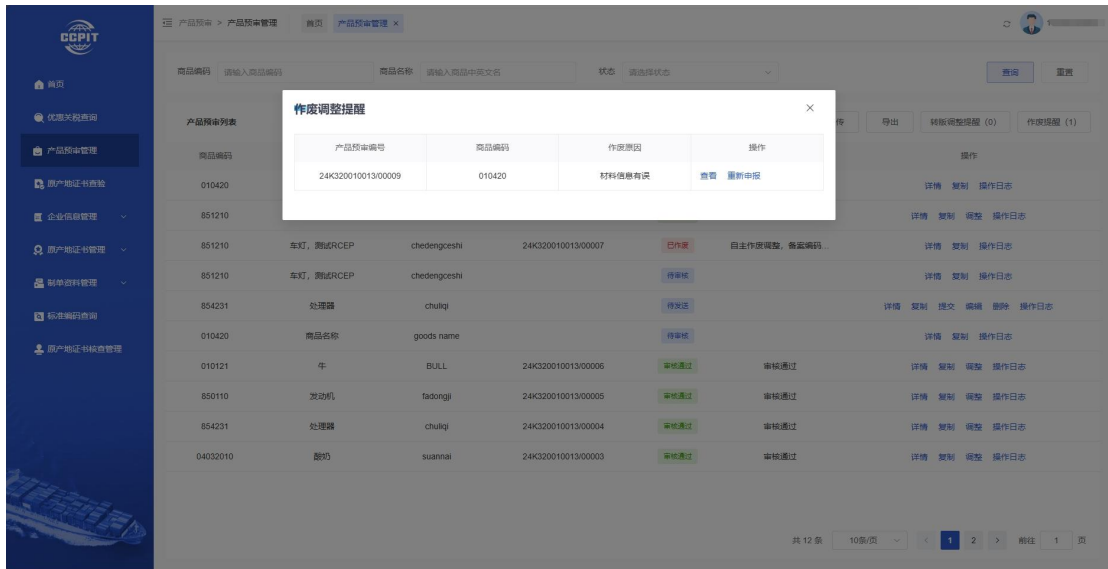 CCPIT
产品预审 > 产品预审管理 首页 产品预审管理 ×
首页
优惠关税查询
产品预审管理
原产地证书查验
企业信息管理
原产地证书管理
制单资料管理
标准编码查询
原产地证书核查管理
商品编码 请输入商品编码 商品名称 请输入商品中英文名 状态 请选择状态 查询 重置
产品预审列表 传 导出 转版调整提醒 (0) 作废提醒 (1)
作废调整提醒 ×
产品预审编号 商品编码 作废原因 操作
24K320010013/00009 010420 材料信息有误 查看 重新申报
商品编码 操作
010420 详情 复制 操作日志
851210 详情 复制 调整 操作日志
851210 车灯，测试RCEP chedengceshi 24K320010013/00007 已作废 自主作废调整，备案编码... 详情 复制 操作日志
851210 车灯，测试RCEP chedengceshi 待审核 详情 复制 操作日志
854231 处理器 chuliqi 待发送 详情 复制 提交 编辑 删除 操作日志
010420 商品名称 goods name 待审核 详情 复制 操作日志
010121 牛 BULL 24K320010013/00006 审核通过 审核通过 详情 复制 调整 操作日志
850110 发动机 fadongji 24K320010013/00005 审核通过 审核通过 详情 复制 调整 操作日志
854231 处理器 chuliqi 24K320010013/00004 审核通过 审核通过 详情 复制 调整 操作日志
04032010 酸奶 suannai 24K320010013/00003 审核通过 审核通过 详情 复制 调整 操作日志
共 12 条 10条/页 < 1 2 > 前往 1 页